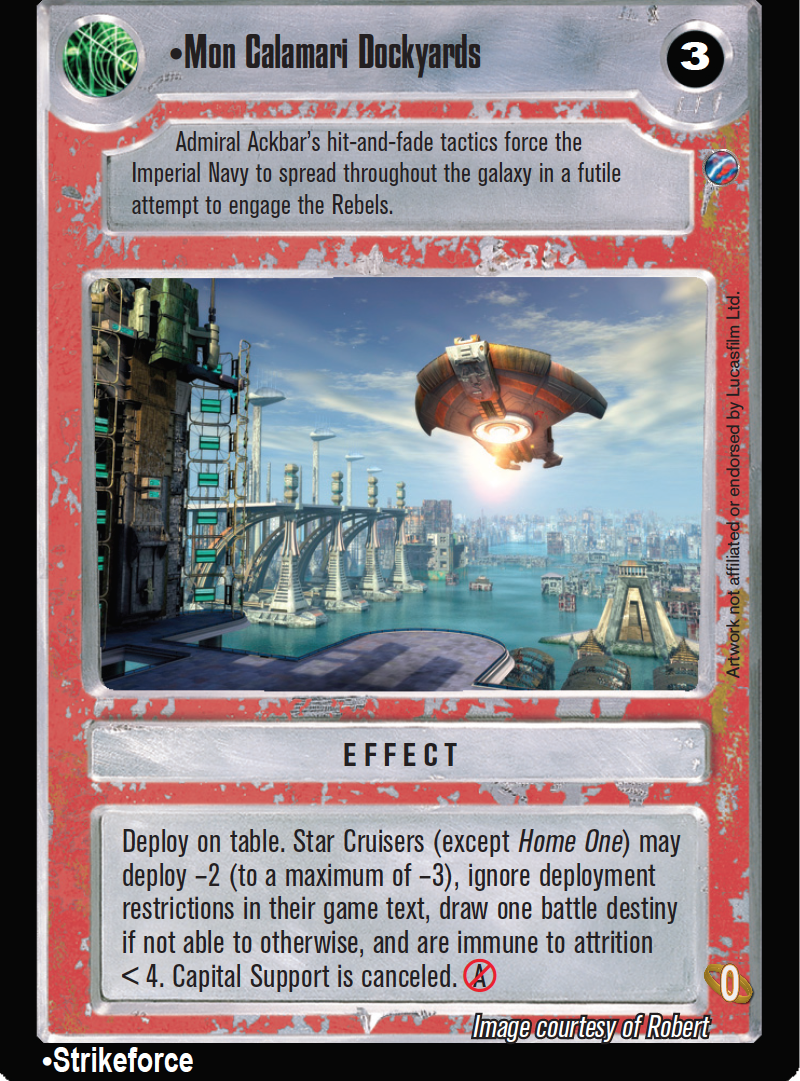 •Mon Calamari Dockyards
3
Admiral Ackbar's hit-and-fade tactics force the
Imperial Navy to spread throughout the galaxy in a futile
attempt to engage the Rebels.
Artwork not affiliated or endorsed by Lucasfilm Ltd.
EFFECT
Deploy on table. Star Cruisers (except Home One) may
deploy –2 (to a maximum of –3), ignore deployment
restrictions in their game text, draw one battle destiny
if not able to otherwise, and are immune to attrition
< 4. Capital Support is canceled. A
0
Image courtesy of Robert
•Strikeforce